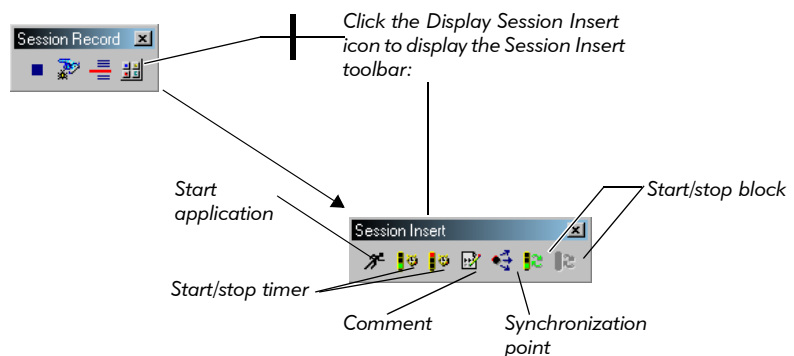 Click the Display Session Insert
icon to display the Session Insert
toolbar:
Session Record
Start
application
Start/stop block
Session Insert
Start/stop timer
Comment
Synchronization
point